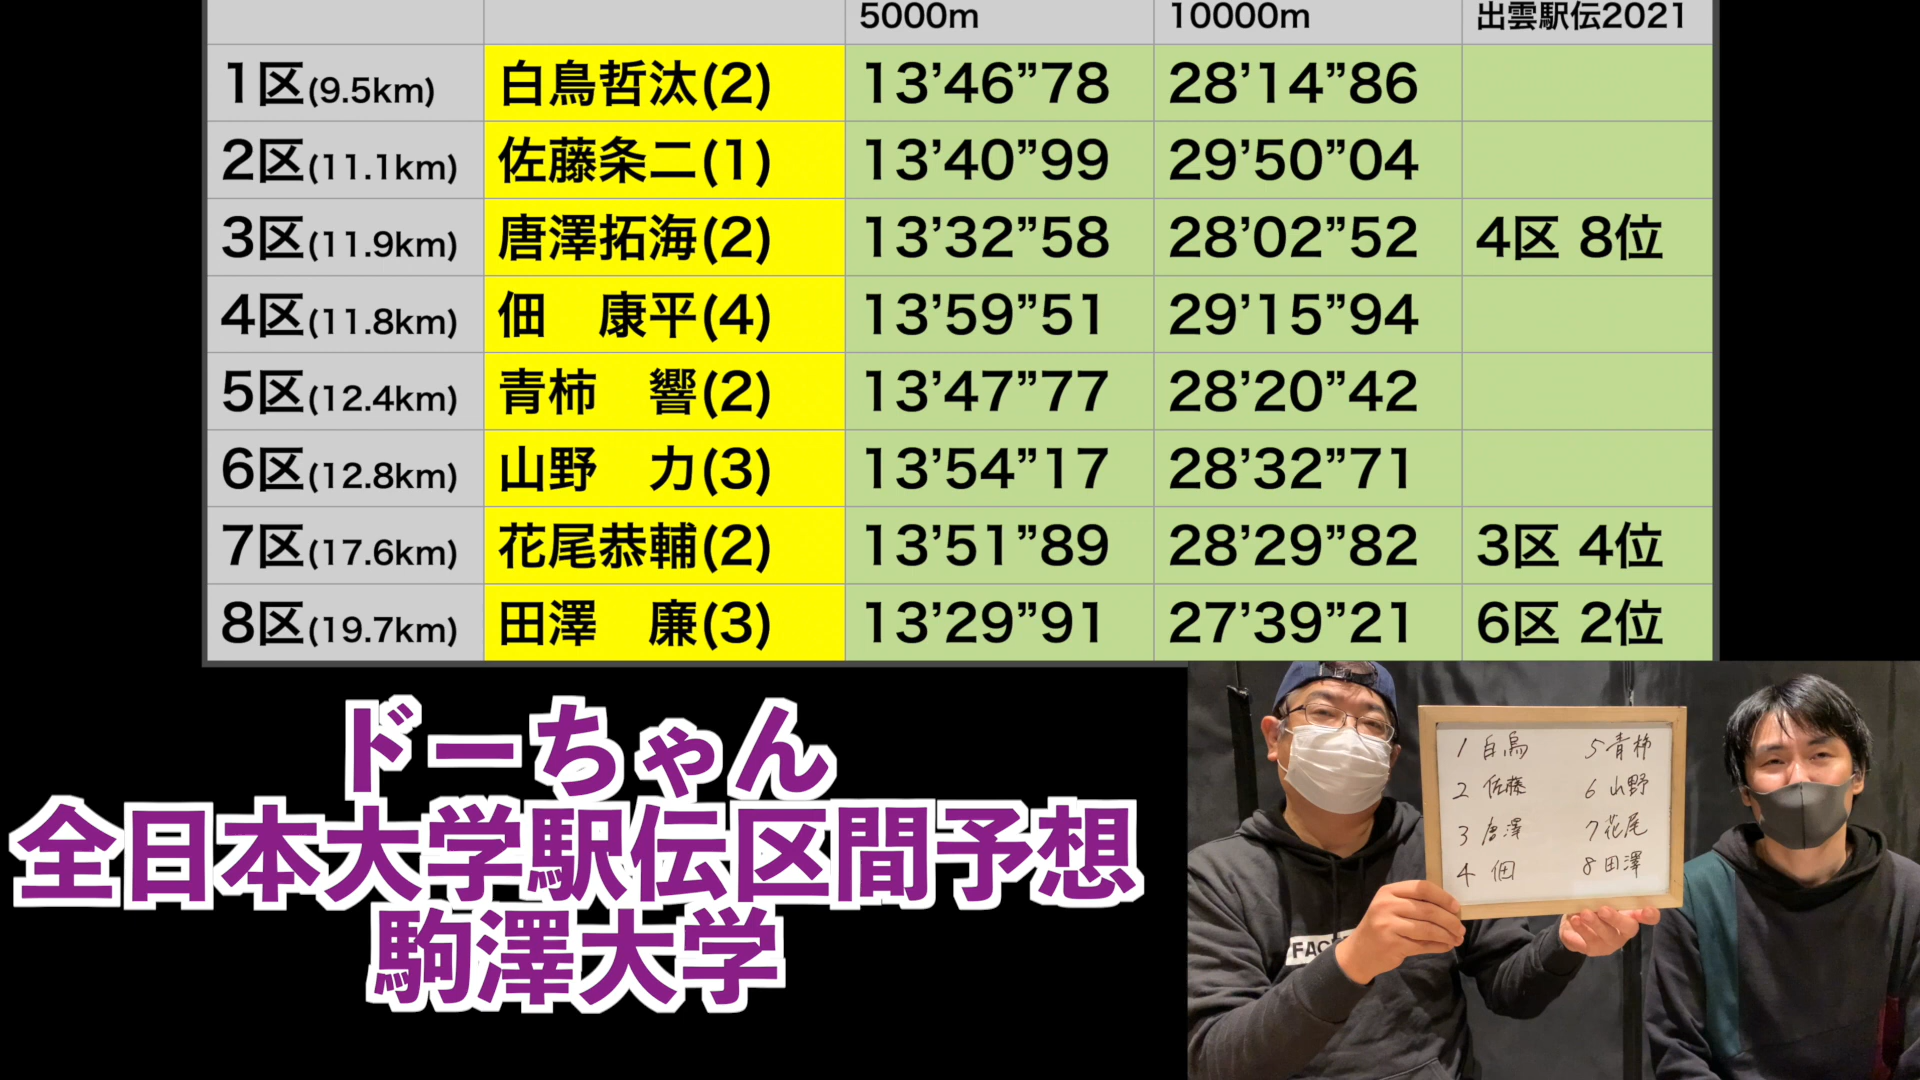 5000m 10000m 出雲駅伝2021
1区(9.5km) 白鳥哲汰(2) 13’46”78 28’14”86
2区(11.1km) 佐藤条二(1) 13’40”99 29’50”04
3区(11.9km) 唐澤拓海(2) 13’32”58 28’02”52 4区 8位
4区(11.8km) 佃　康平(4) 13’59”51 29’15”94
5区(12.4km) 青柿　響(2) 13’47”77 28’20”42
6区(12.8km) 山野　力(3) 13’54”17 28’32”71
7区(17.6km) 花尾恭輔(2) 13’51”89 28’29”82 3区 4位
8区(19.7km) 田澤　廉(3) 13’29”91 27’39”21 6区 2位
ドーちゃん
全日本大学駅伝区間予想
駒澤大学
1 白鳥 5 青柿
2 佐藤 6 山野
3 唐澤 7 花尾
4 佃 8 田澤
FAC